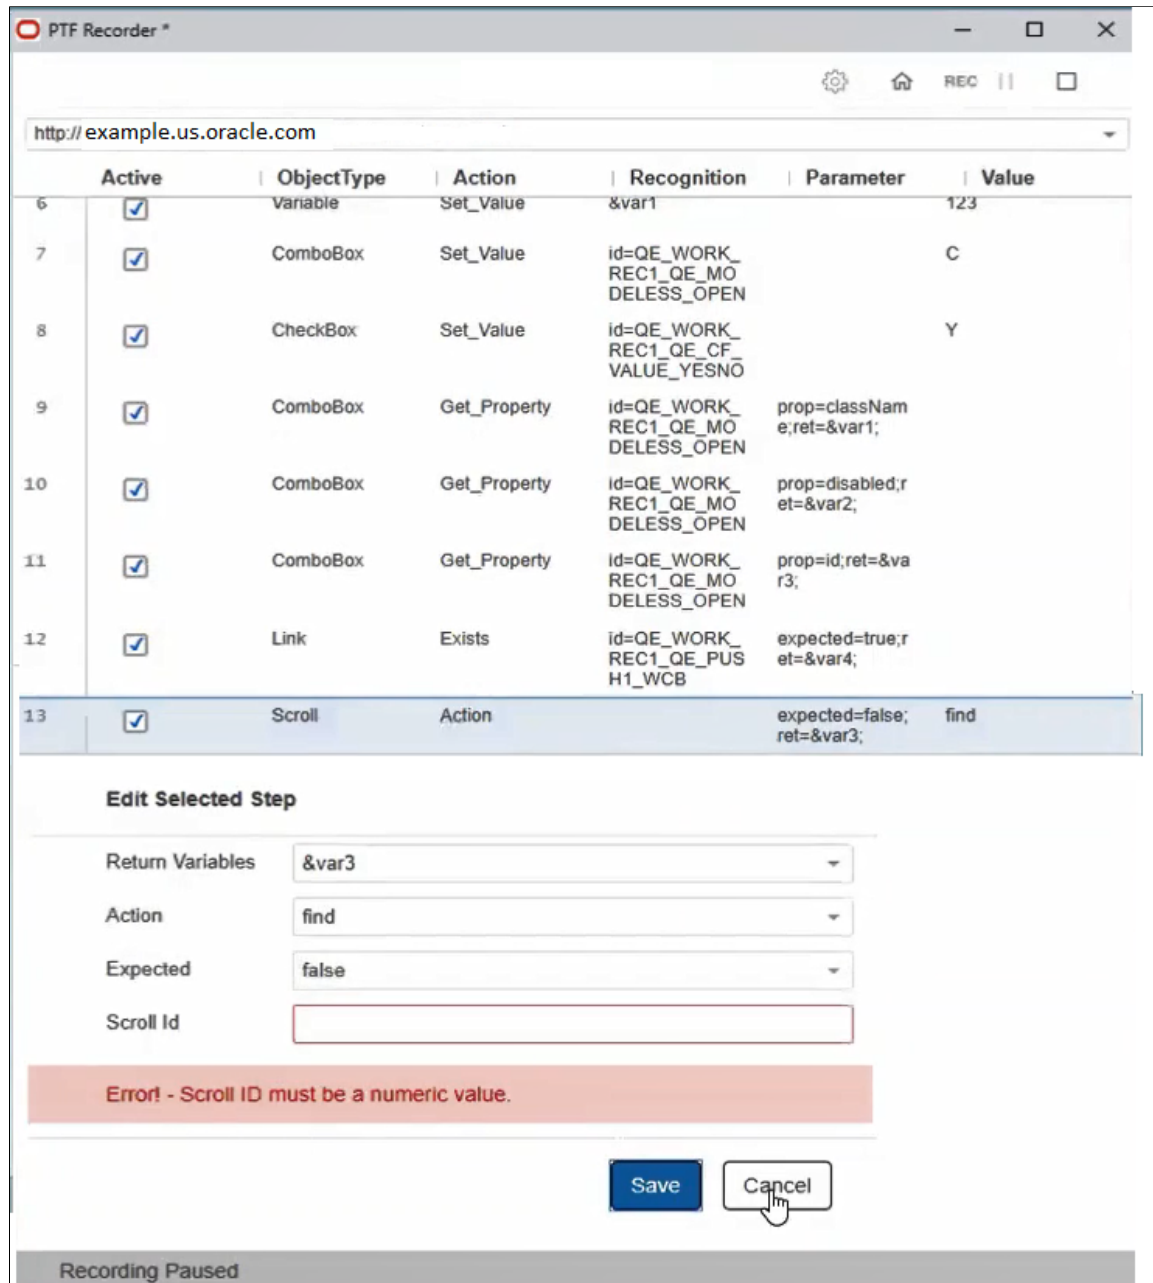 PTF Recorder *
REC
http:// example.us.oracle.com
Active ObjectType Action Recognition Parameter Value
6 Variable Set_Value &var1 123
7 ComboBox Set_Value id=QE_WORK_ C
REC1_QE_MO
DELESS_OPEN
8 CheckBox Set_Value id=QE_WORK_ Y
REC1_QE_CF_
VALUE_YESNO
9 ComboBox Get_Property id=QE_WORK_ prop=classNam
REC1_QE_MO e;ret=&var1;
DELESS_OPEN
10 ComboBox Get_Property id=QE_WORK_ prop=disabled;r
REC1_QE_MO et=&var2;
DELESS_OPEN
11 ComboBox Get_Property id=QE_WORK_ prop=id;ret=&va
REC1_QE_MO r3;
DELESS_OPEN
12 Link Exists id=QE_WORK_ expected=true;r
REC1_QE_PUS et=&var4;
H1_WCB
13 Scroll Action expected=false; find
ret=&var3;
Edit Selected Step
Return Variables &var3
Action find
Expected false
Scroll Id
Error! - Scroll ID must be a numeric value.
Save Cancel
Recording Paused